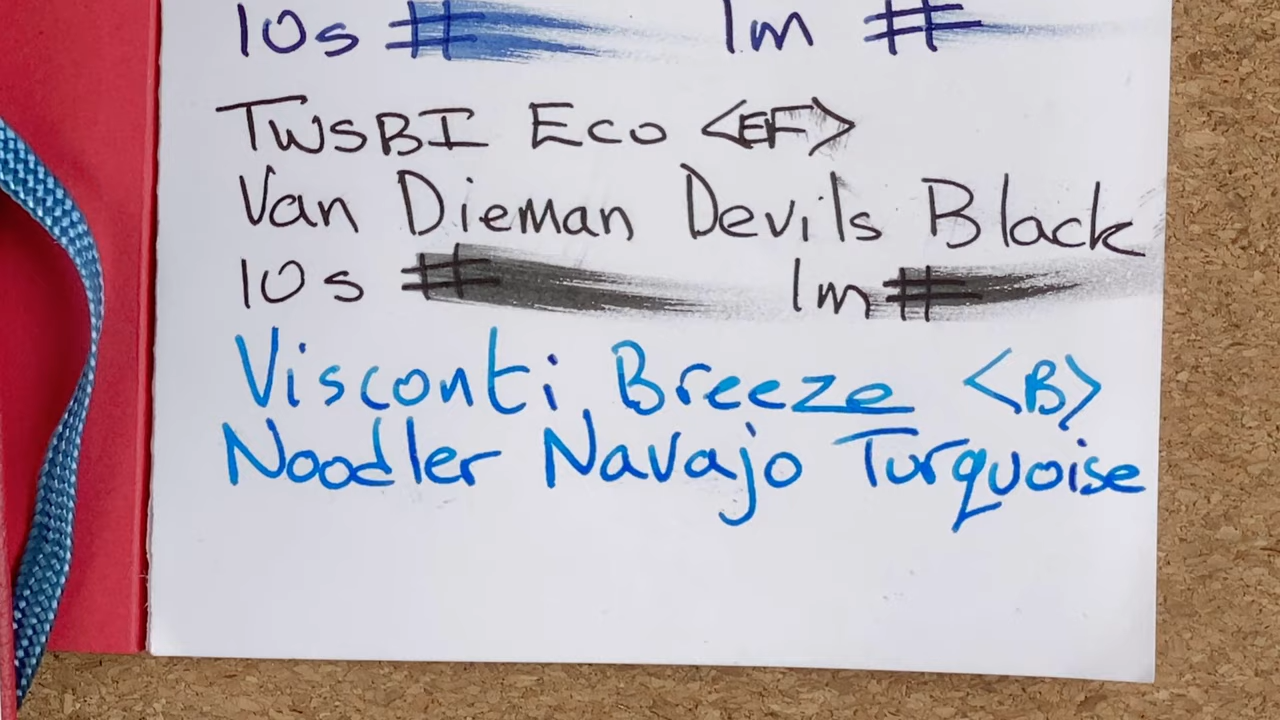 10s # 1m #
TWSBI Eco <EF>
Van Dieman Devils Black
10s # 1m #
Visconti Breeze <B>
Noodler Navajo Turquoise